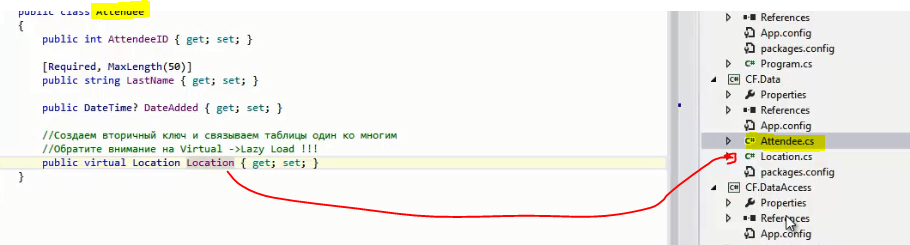 public class Attendee
{
public int AttendeeID { get; set; }
[Required, MaxLength(50)]
public string LastName { get; set; }
public DateTime? DateAdded { get; set; }
//Создаем вторичный ключ и связываем таблицы один ко многим
//Обратите внимание на Virtual ->Lazy Load !!!
public virtual Location Location { get; set; }
}
References
App.config
packages.config
C# Program.cs
C# CF.Data
Properties
References
App.config
C# Attendee.cs
C# Location.cs
packages.config
C# CF.DataAccess
Properties
References
App.config